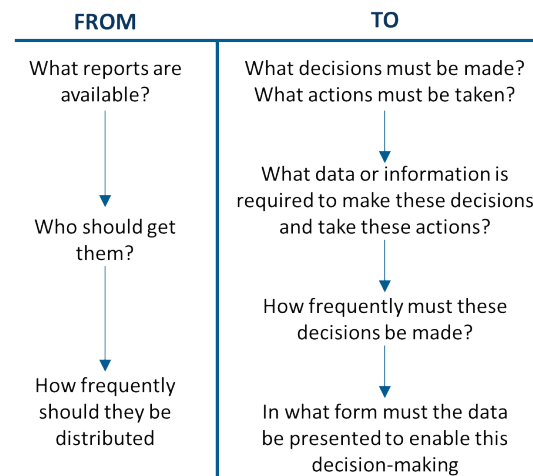 FROM
TO
What reports are
available?
Who should get
them?
How frequently
should they be
distributed
What decisions must be made?
What actions must be taken?
What data or information is
required to make these decisions
and take these actions?
How frequently must these
decisions be made?
In what form must the data
be presented to enable this
decision-making